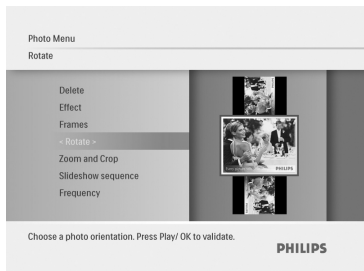 Photo Menu
Rotate
Delete
Effect
Frames
< Rotate >
Zoom and Crop
Slideshow sequence
Frequency
PHILIPS
Choose a photo orientation. Press Play/ OK to validate.
PHILIPS